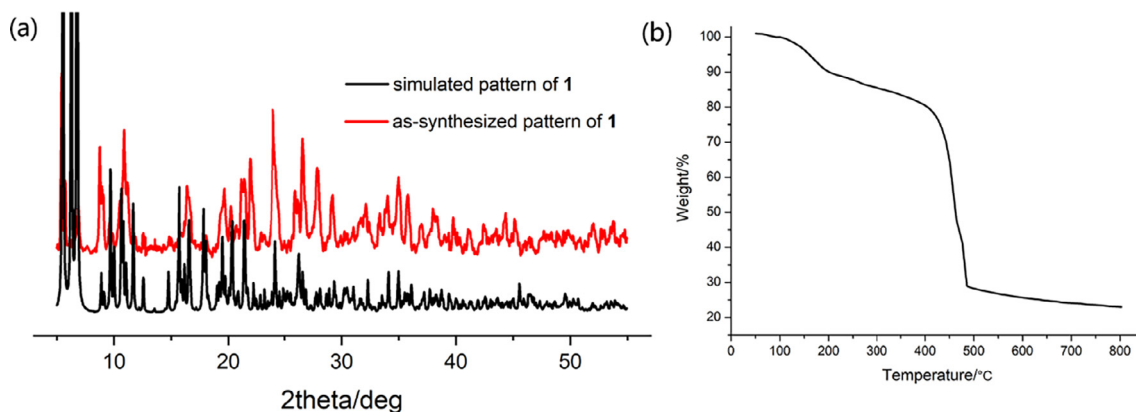 (a)
simulated pattern of 1
as-synthesized pattern of 1
10 20 30 40 50
2theta/deg
(b)
100
90
80
70
60
50
40
30
20
Weight/%
0 100 200 300 400 500 600 700 800
Temperature/°C